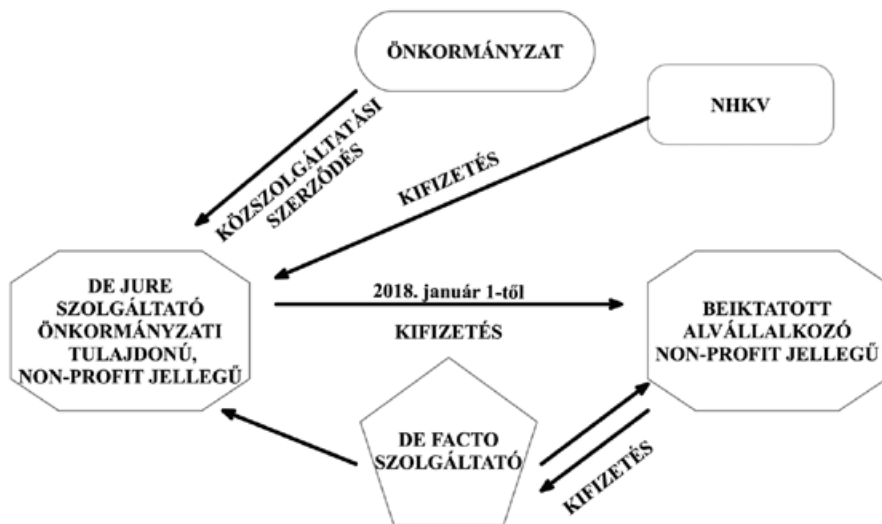 ÖNKORMÁNYZAT
NHKV
KÖZSZOLGÁLTATÁSI
SZERZŐDÉS
KIFIZETÉS
DE JURE
SZOLGÁLTATÓ
ÖNKORMÁNYZATI
TULAJDONÚ,
NON-PROFIT JELLEGŰ
2018. január 1-től
KIFIZETÉS
BEIKTATOTT
ALVÁLLALKOZÓ
NON-PROFIT JELLEGŰ
DE FACTO
SZOLGÁLTATÓ
KIFIZETÉS